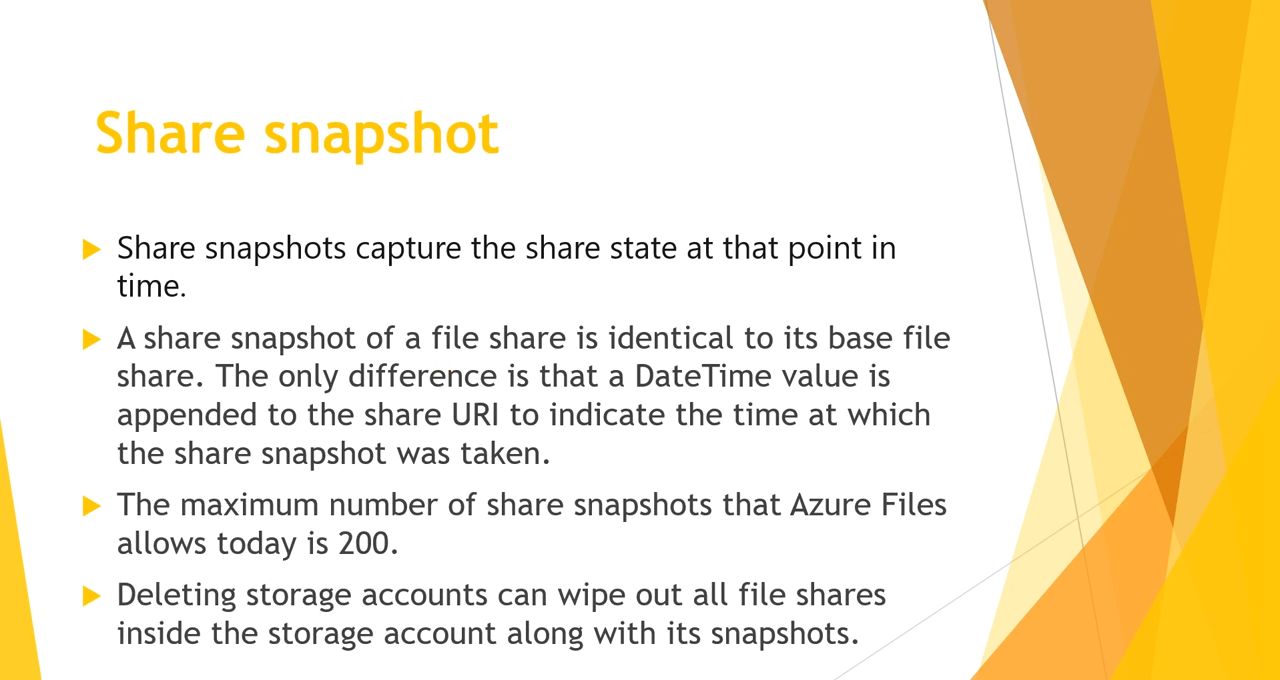 Share snapshot
Share snapshots capture the share state at that point in
time.
A share snapshot of a file share is identical to its base file
share. The only difference is that a DateTime value is
appended to the share URI to indicate the time at which
the share snapshot was taken.
The maximum number of share snapshots that Azure Files
allows today is 200.
Deleting storage accounts can wipe out all file shares
inside the storage account along with its snapshots.